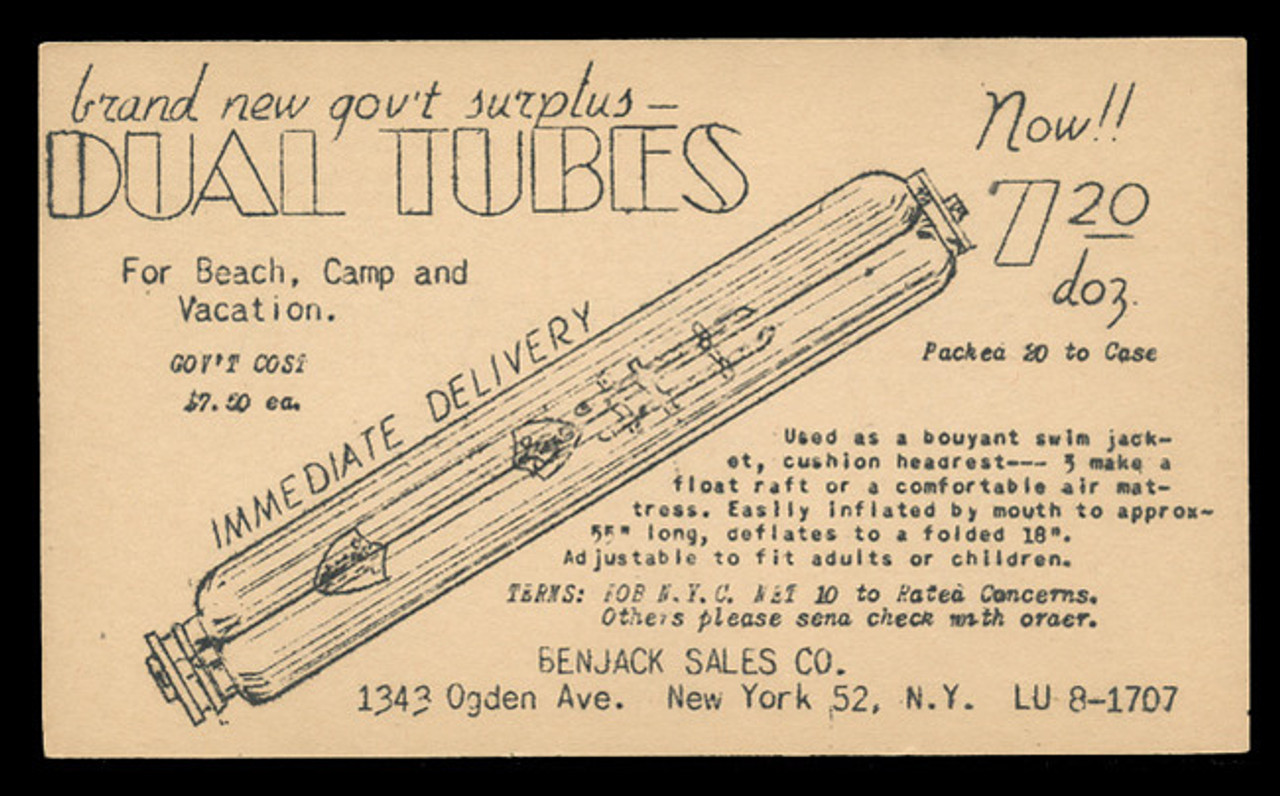 brand new gov't surplus —
DUAL TUBES
Now!!
7 20
doz.
For Beach, Camp and
Vacation.
GOV'T COST
$7.50 ea.
IMMEDIATE DELIVERY
Packed 20 to Case
Used as a bouyant swim jack-
et, cushion headrest--- 3 make a
float raft or a comfortable air mat-
tress. Easily inflated by mouth to approx-
55" long, deflates to a folded 18".
Adjustable to fit adults or children.
TERMS: FOB N.Y.C. NET 10 to Rated Concerns.
Others please send check with order.
BENJACK SALES CO.
1343 Ogden Ave. New York 52, N.Y. LU 8-1707